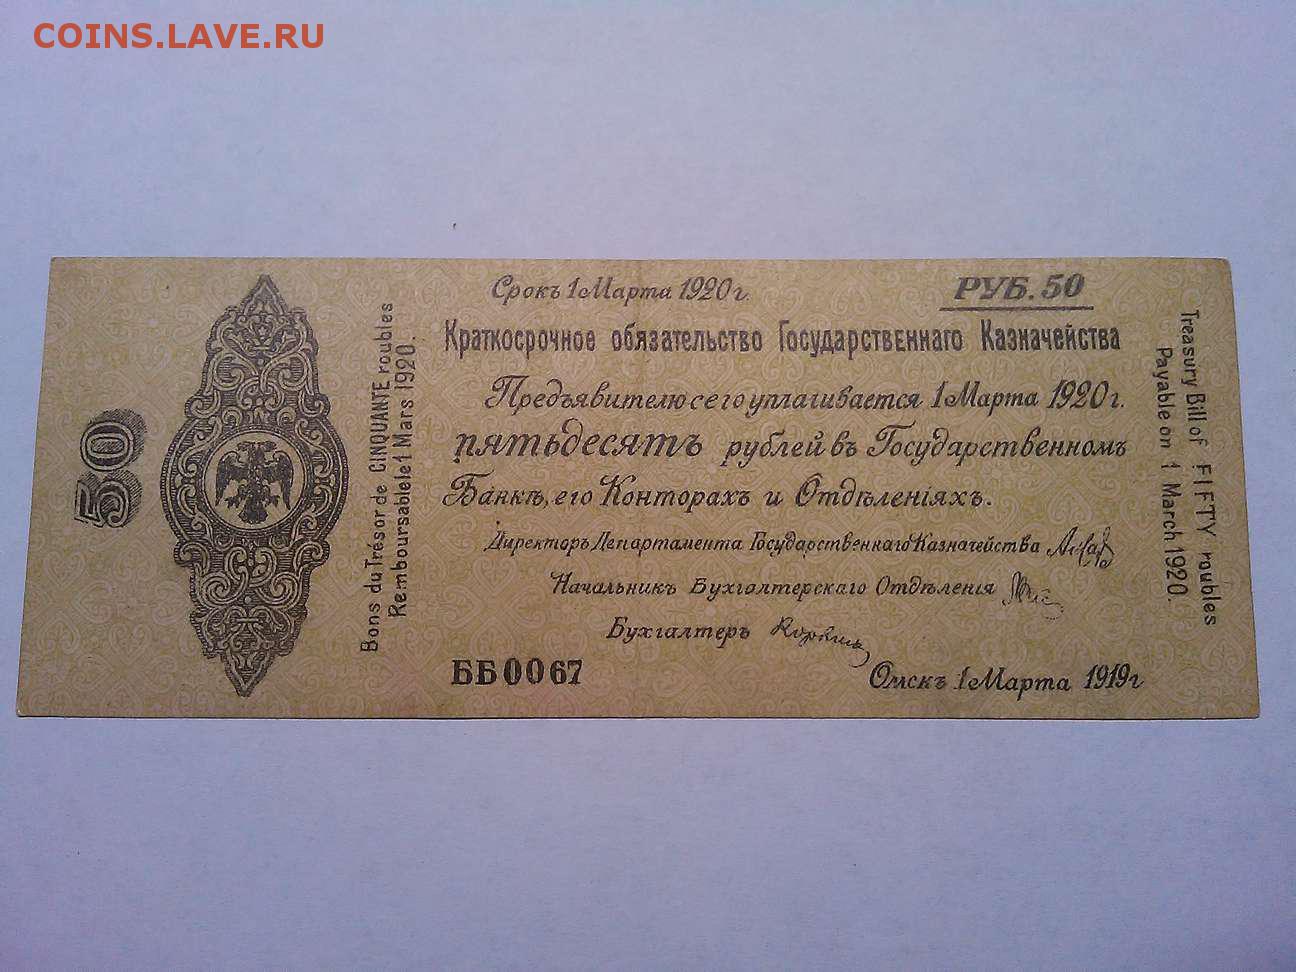 COINS.LAVE.RU
50
Bons du Trésor de CINQUANTE roubles
Remboursable le 1 Mars 1920.
Срокъ 1 Марта 1920 г.
РУБ. 50
Краткосрочное обязательство Государственнаго Казначейства
Предъявителю сего уплачивается 1 Марта 1920 г.
пятьдесятъ рублей въ Государственномъ
Банкѣ, его Конторахъ и Отдѣленіяхъ.
Директоръ Департамента Государственнаго Казначейства
Начальникъ Бухгалтерскаго Отдѣленія
Бухгалтеръ
ББ0067
Омскъ 1 Марта 1919 г
Treasury Bill of FIFTY roubles
Payable on 1 March 1920.